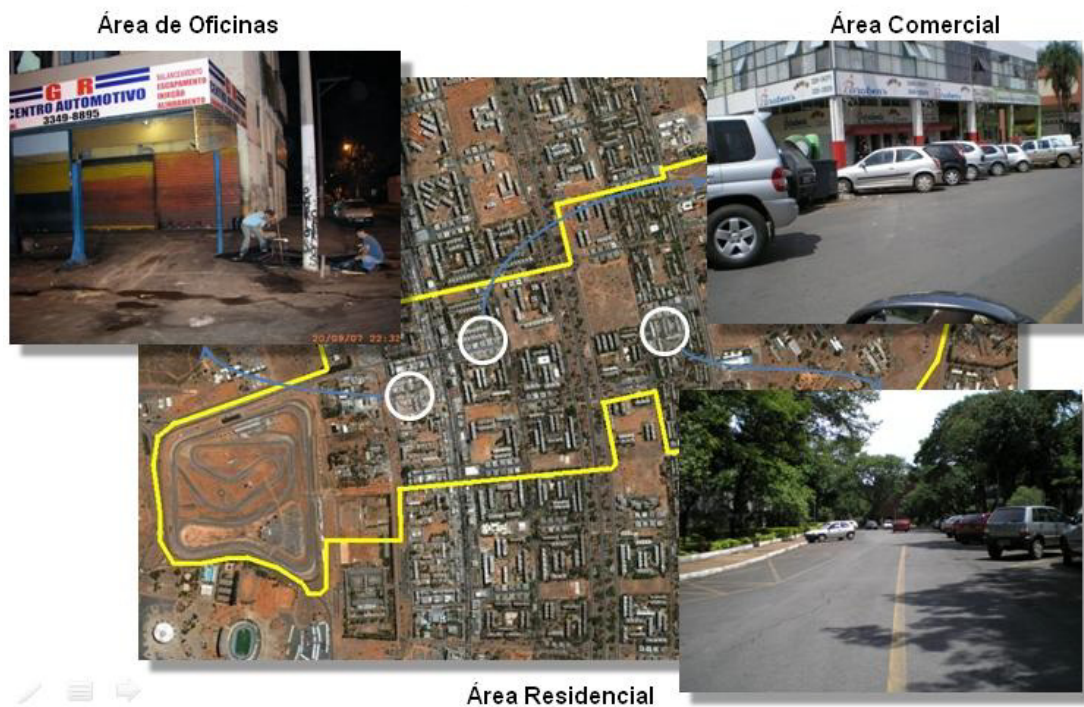 Área de Oficinas
Área Comercial
G R
CENTRO AUTOMOTIVO
3349-8895
BALANCEAMENTO
ESCAPAMENTO
INJEÇÃO
ALINHAMENTO
20/09/07 22:32
Área Residencial